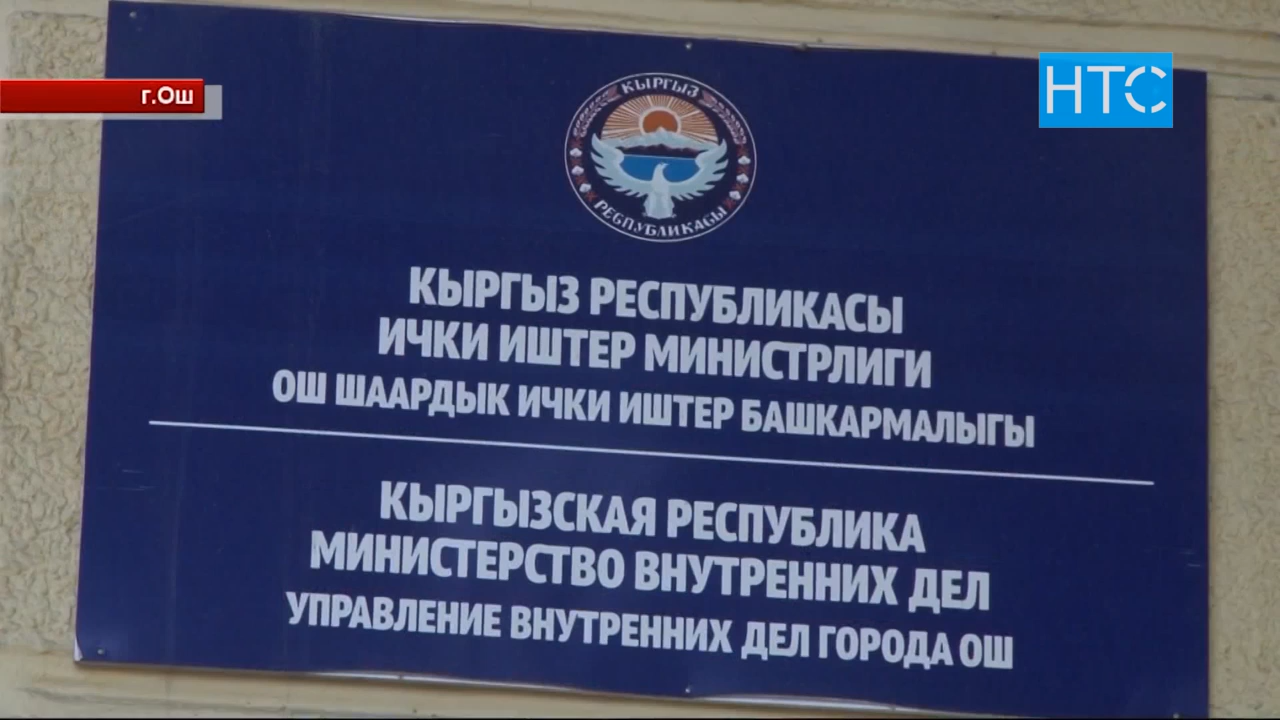 г.Ош
НТС
КЫРГЫЗ
РЕСПУБЛИКАСЫ
КЫРГЫЗ РЕСПУБЛИКАСЫ
ИЧКИ ИШТЕР МИНИСТРЛИГИ
ОШ ШААРДЫК ИЧКИ ИШТЕР БАШКАРМАЛЫГЫ
КЫРГЫЗСКАЯ РЕСПУБЛИКА
МИНИСТЕРСТВО ВНУТРЕННИХ ДЕЛ
УПРАВЛЕНИЕ ВНУТРЕННИХ ДЕЛ ГОРОДА ОШ